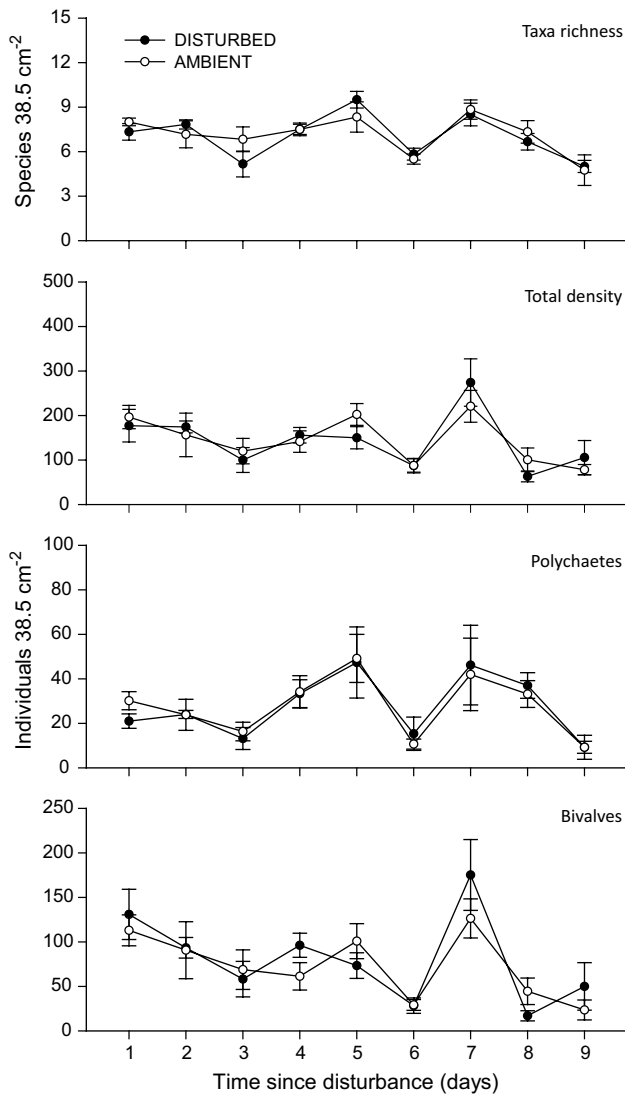 Taxa richness
DISTURBED
AMBIENT
Species 38.5 cm⁻²
15
12
9
6
3
0
Total density
500
400
300
200
100
0
Individuals 38.5 cm⁻²
Polychaetes
100
80
60
40
20
0
Bivalves
250
200
150
100
50
0
1 2 3 4 5 6 7 8 9
Time since disturbance (days)